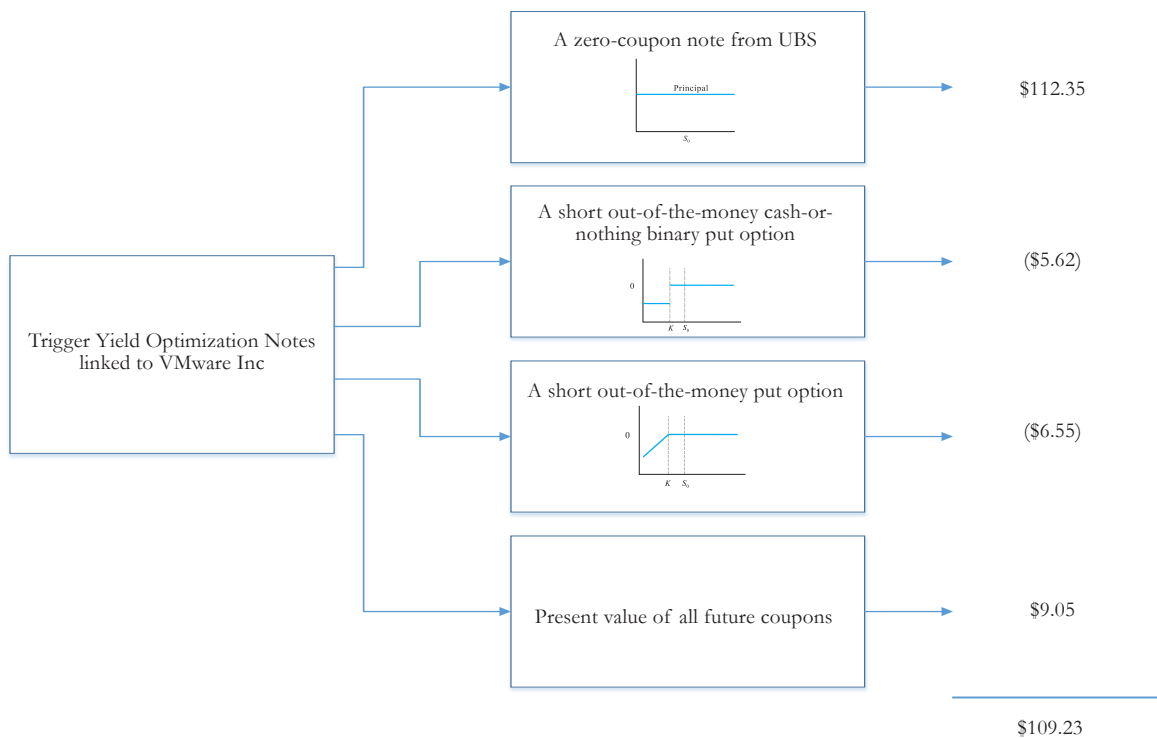 A zero-coupon note from UBS
Principal
S₀
$112.35
A short out-of-the-money cash-or-
nothing binary put option
0
K S₀
($5.62)
Trigger Yield Optimization Notes
linked to VMware Inc
A short out-of-the-money put option
0
K S₀
($6.55)
Present value of all future coupons
$9.05
$109.23